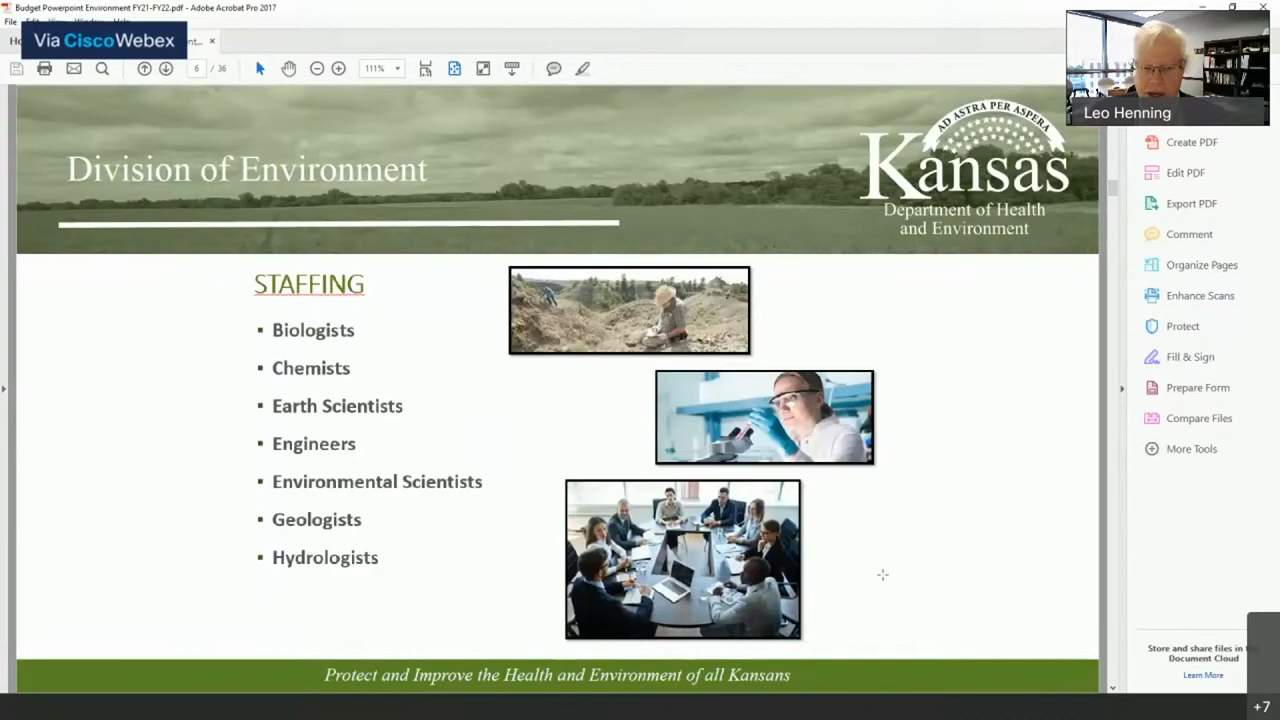 Budget Powerpoint Environment FY21-FY22.pdf - Adobe Acrobat Pro 2017
File
Via Cisco Webex
6 / 36
111%
Leo Henning
Division of Environment
AD ASTRA PER ASPERA
Kansas
Department of Health
and Environment
STAFFING
▪ Biologists
▪ Chemists
▪ Earth Scientists
▪ Engineers
▪ Environmental Scientists
▪ Geologists
▪ Hydrologists
Protect and Improve the Health and Environment of all Kansans
Create PDF
Edit PDF
Export PDF
Comment
Organize Pages
Enhance Scans
Protect
Fill & Sign
Prepare Form
Compare Files
More Tools
Store and share files in
Document Cloud
Learn More
+7